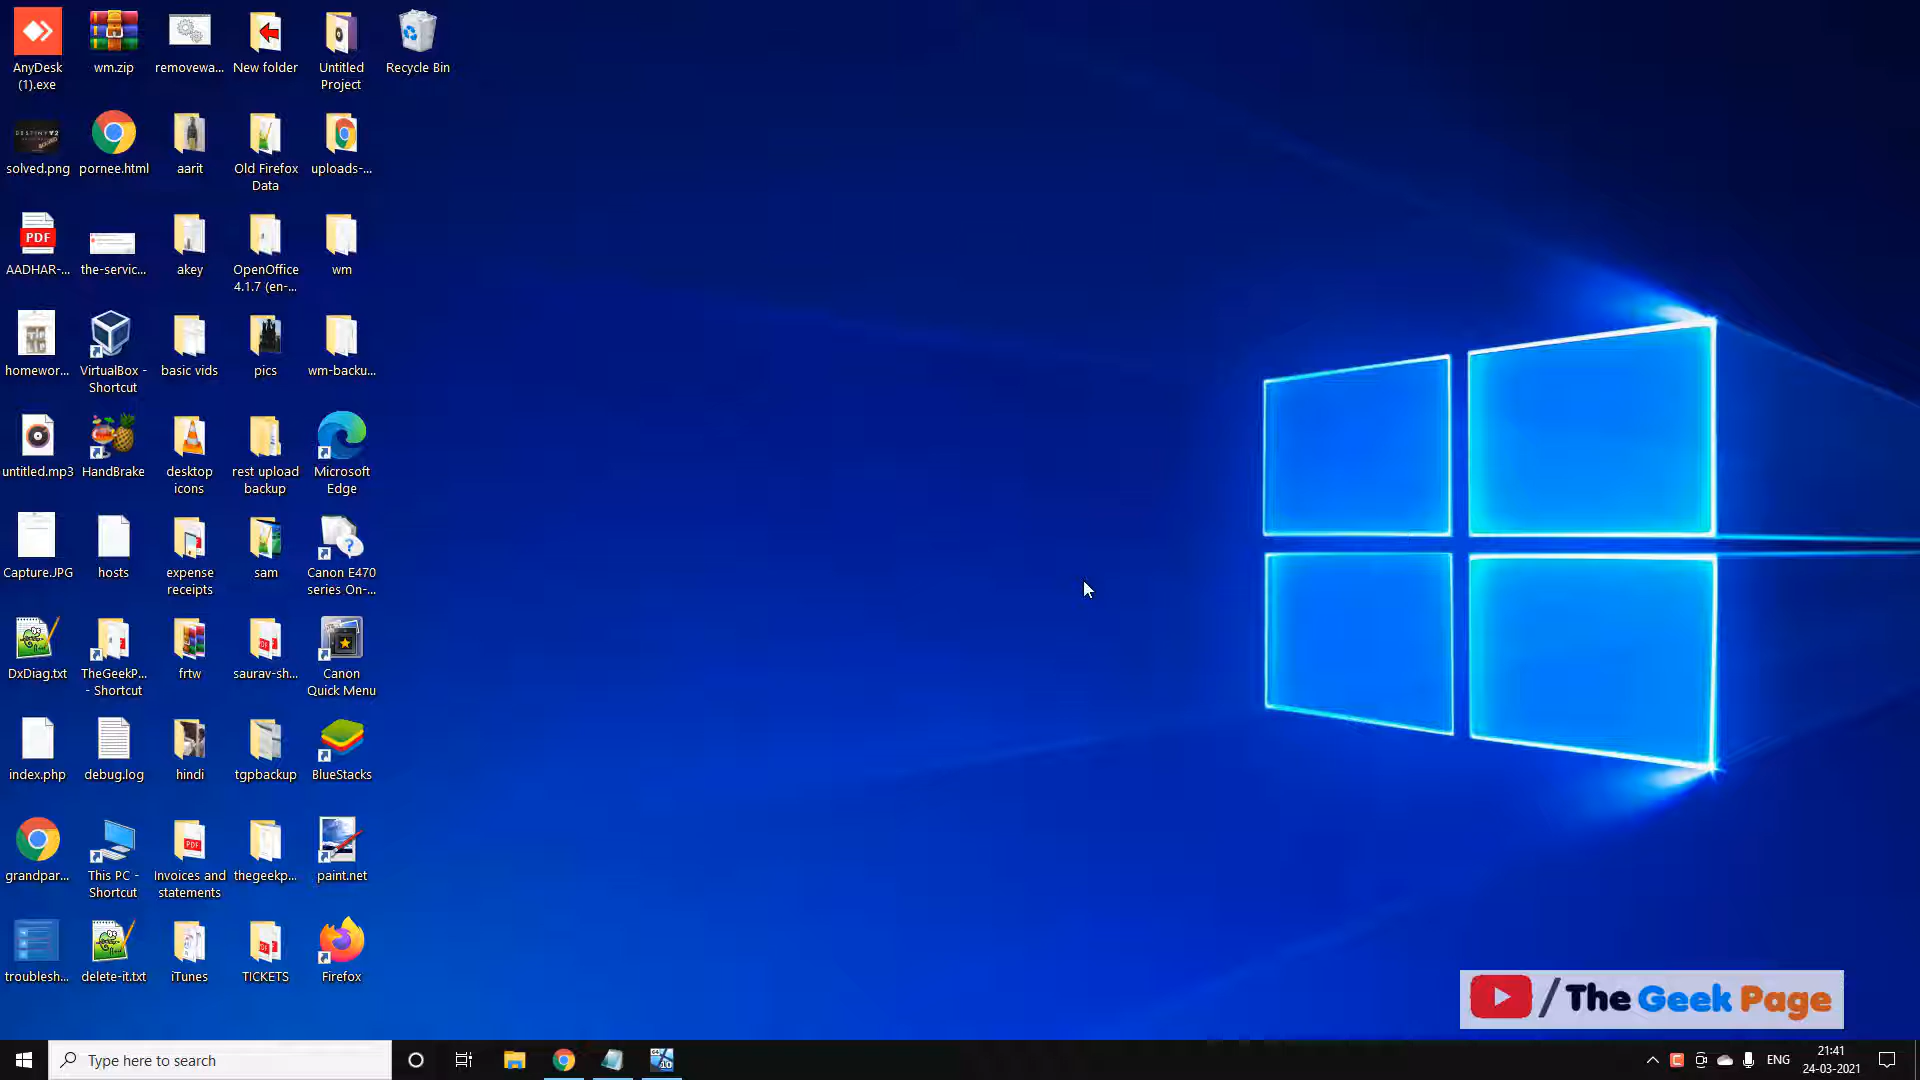 AnyDesk
(1).exe
wm.zip
removewa...
New folder
Untitled
Project
Recycle Bin
solved.png
pornee.html
aarit
Old Firefox
Data
uploads-...
PDF
AADHAR-...
the-servic...
akey
OpenOffice
4.1.7 (en-...
wm
homewor...
VirtualBox -
Shortcut
basic vids
pics
wm-backu...
untitled.mp3
HandBrake
desktop
icons
rest upload
backup
Microsoft
Edge
Capture.JPG
hosts
expense
receipts
sam
Canon E470
series On-...
DxDiag.txt
TheGeekP...
- Shortcut
frtw
saurav-sh...
Canon
Quick Menu
index.php
debug.log
hindi
tgpbackup
BlueStacks
grandpar...
This PC -
Shortcut
Invoices and
statements
thegeekp...
paint.net
troublesh...
delete-it.txt
iTunes
TICKETS
Firefox
/ The Geek Page
Type here to search
ENG
21:41
24-03-2021